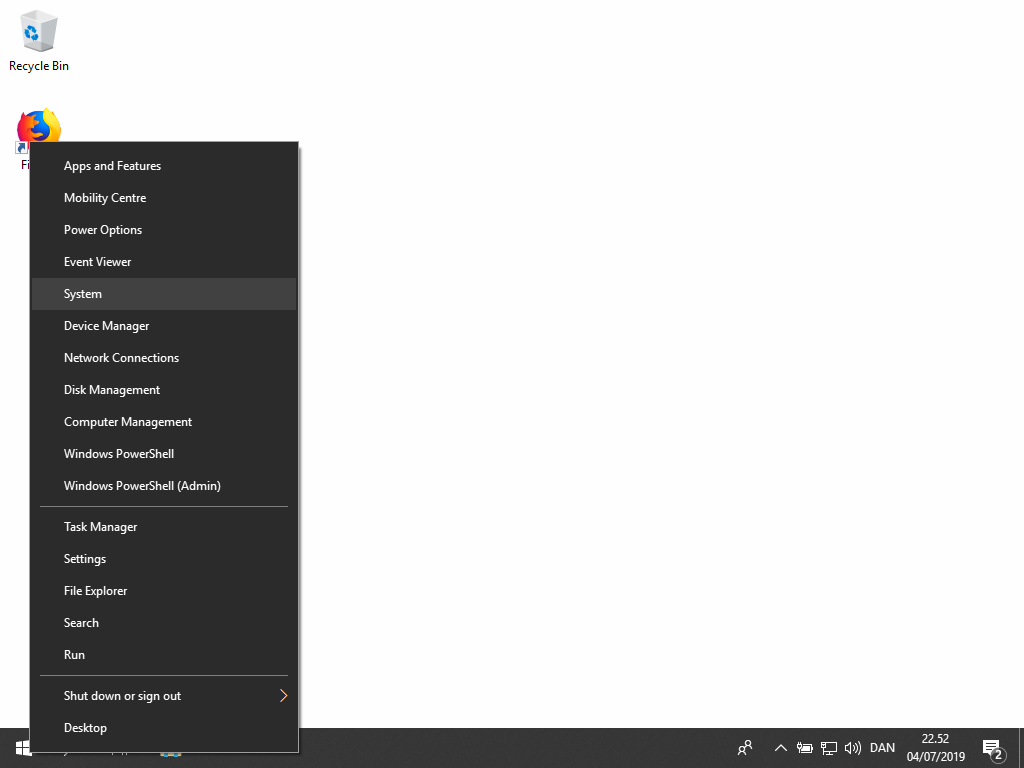 Recycle Bin
Fi
Apps and Features
Mobility Centre
Power Options
Event Viewer
System
Device Manager
Network Connections
Disk Management
Computer Management
Windows PowerShell
Windows PowerShell (Admin)
Task Manager
Settings
File Explorer
Search
Run
Shut down or sign out
Desktop
DAN
22.52
04/07/2019
2